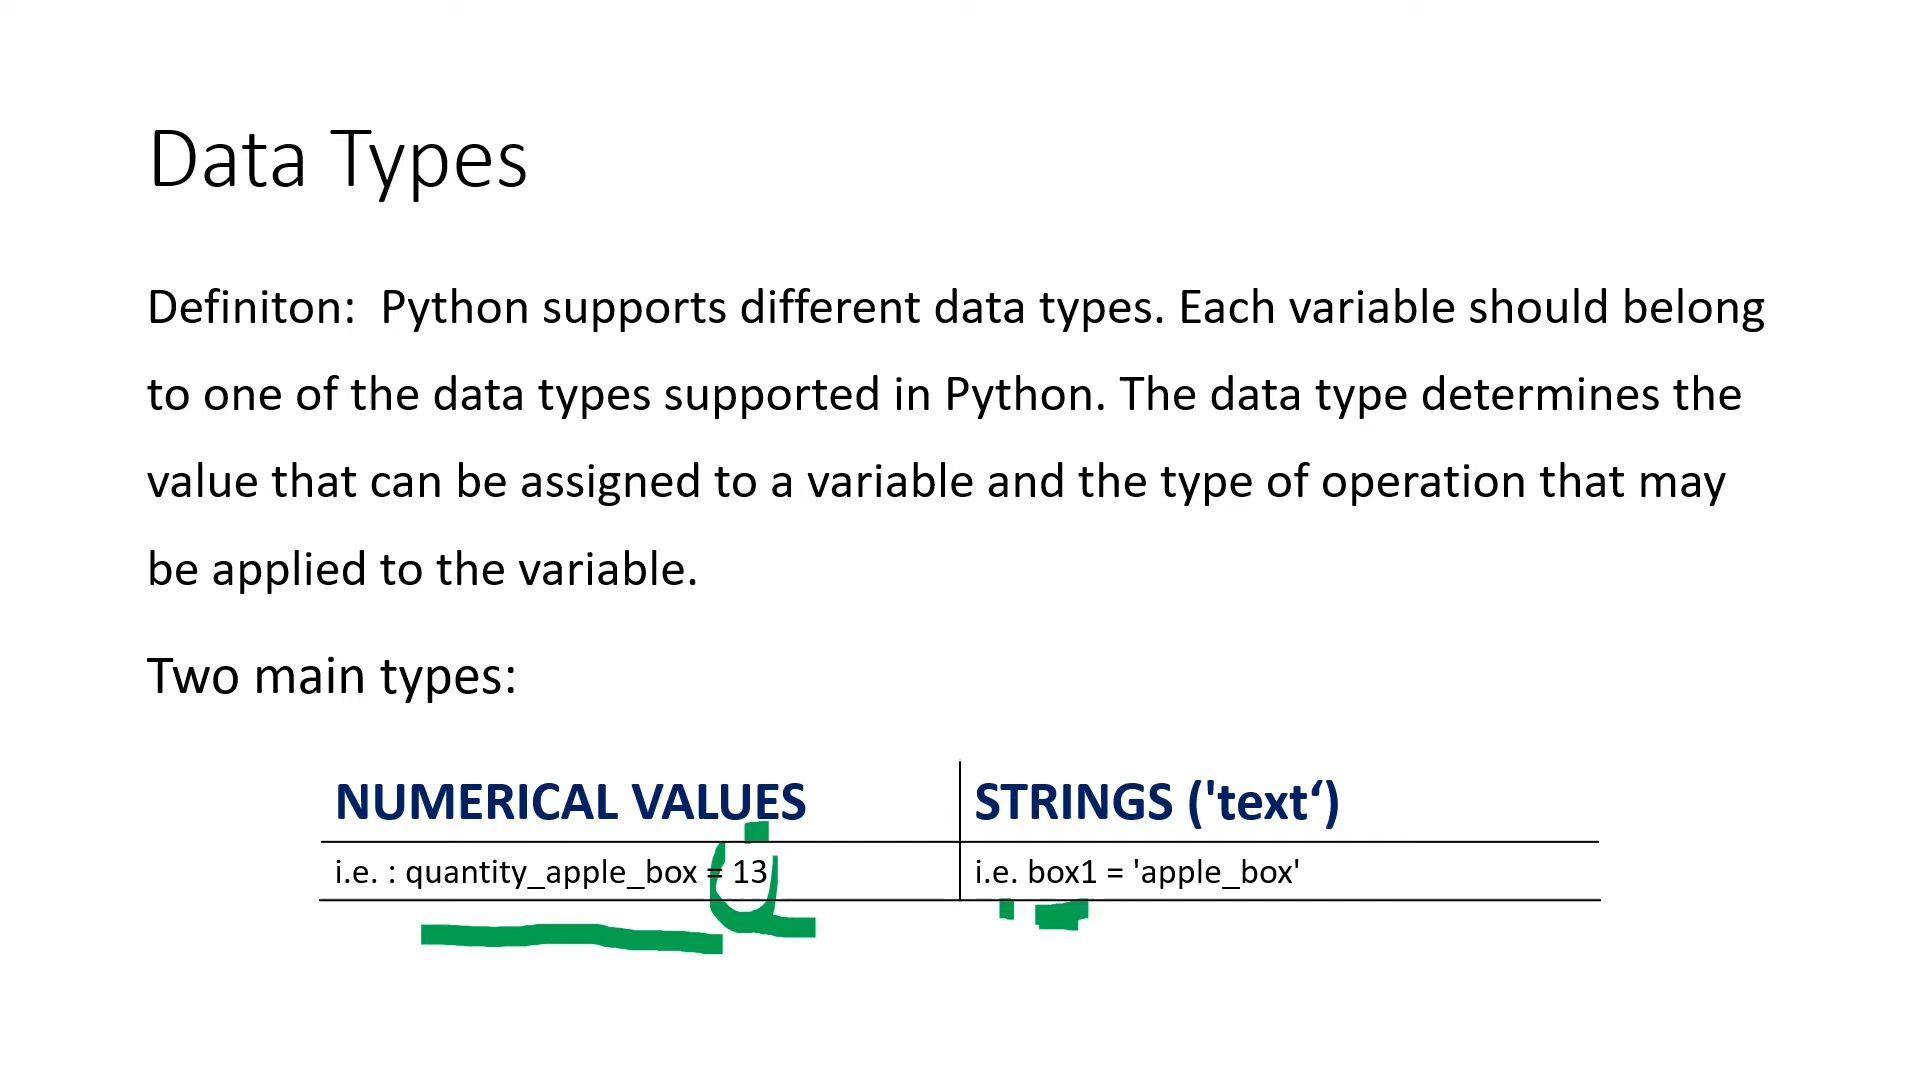 Data Types
Definiton:  Python supports different data types. Each variable should belong
to one of the data types supported in Python. The data type determines the
value that can be assigned to a variable and the type of operation that may
be applied to the variable.
Two main types:
NUMERICAL VALUES
STRINGS ('text‘)
i.e. : quantity_apple_box = 13
i.e. box1 = 'apple_box'